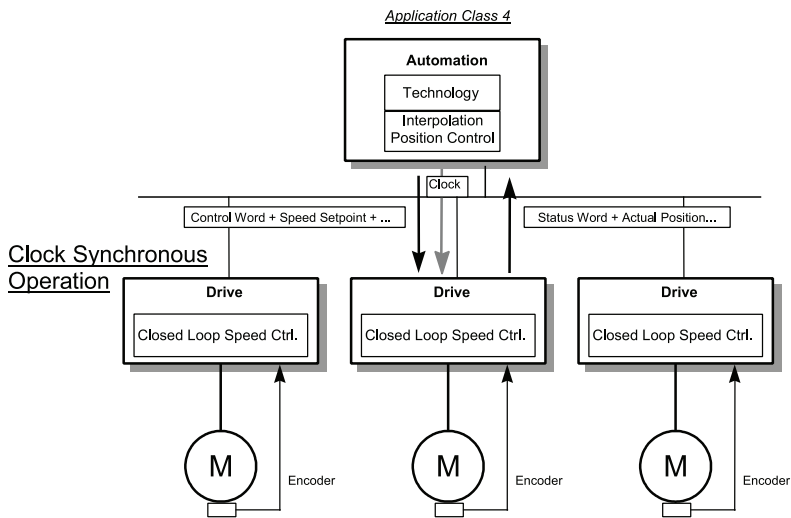 Application Class 4
Automation
Technology
Interpolation
Position Control
Clock
Control Word + Speed Setpoint + ...
Status Word + Actual Position...
Clock Synchronous
Operation
Drive
Drive
Drive
Closed Loop Speed Ctrl.
Closed Loop Speed Ctrl.
Closed Loop Speed Ctrl.
M
M
M
Encoder
Encoder
Encoder